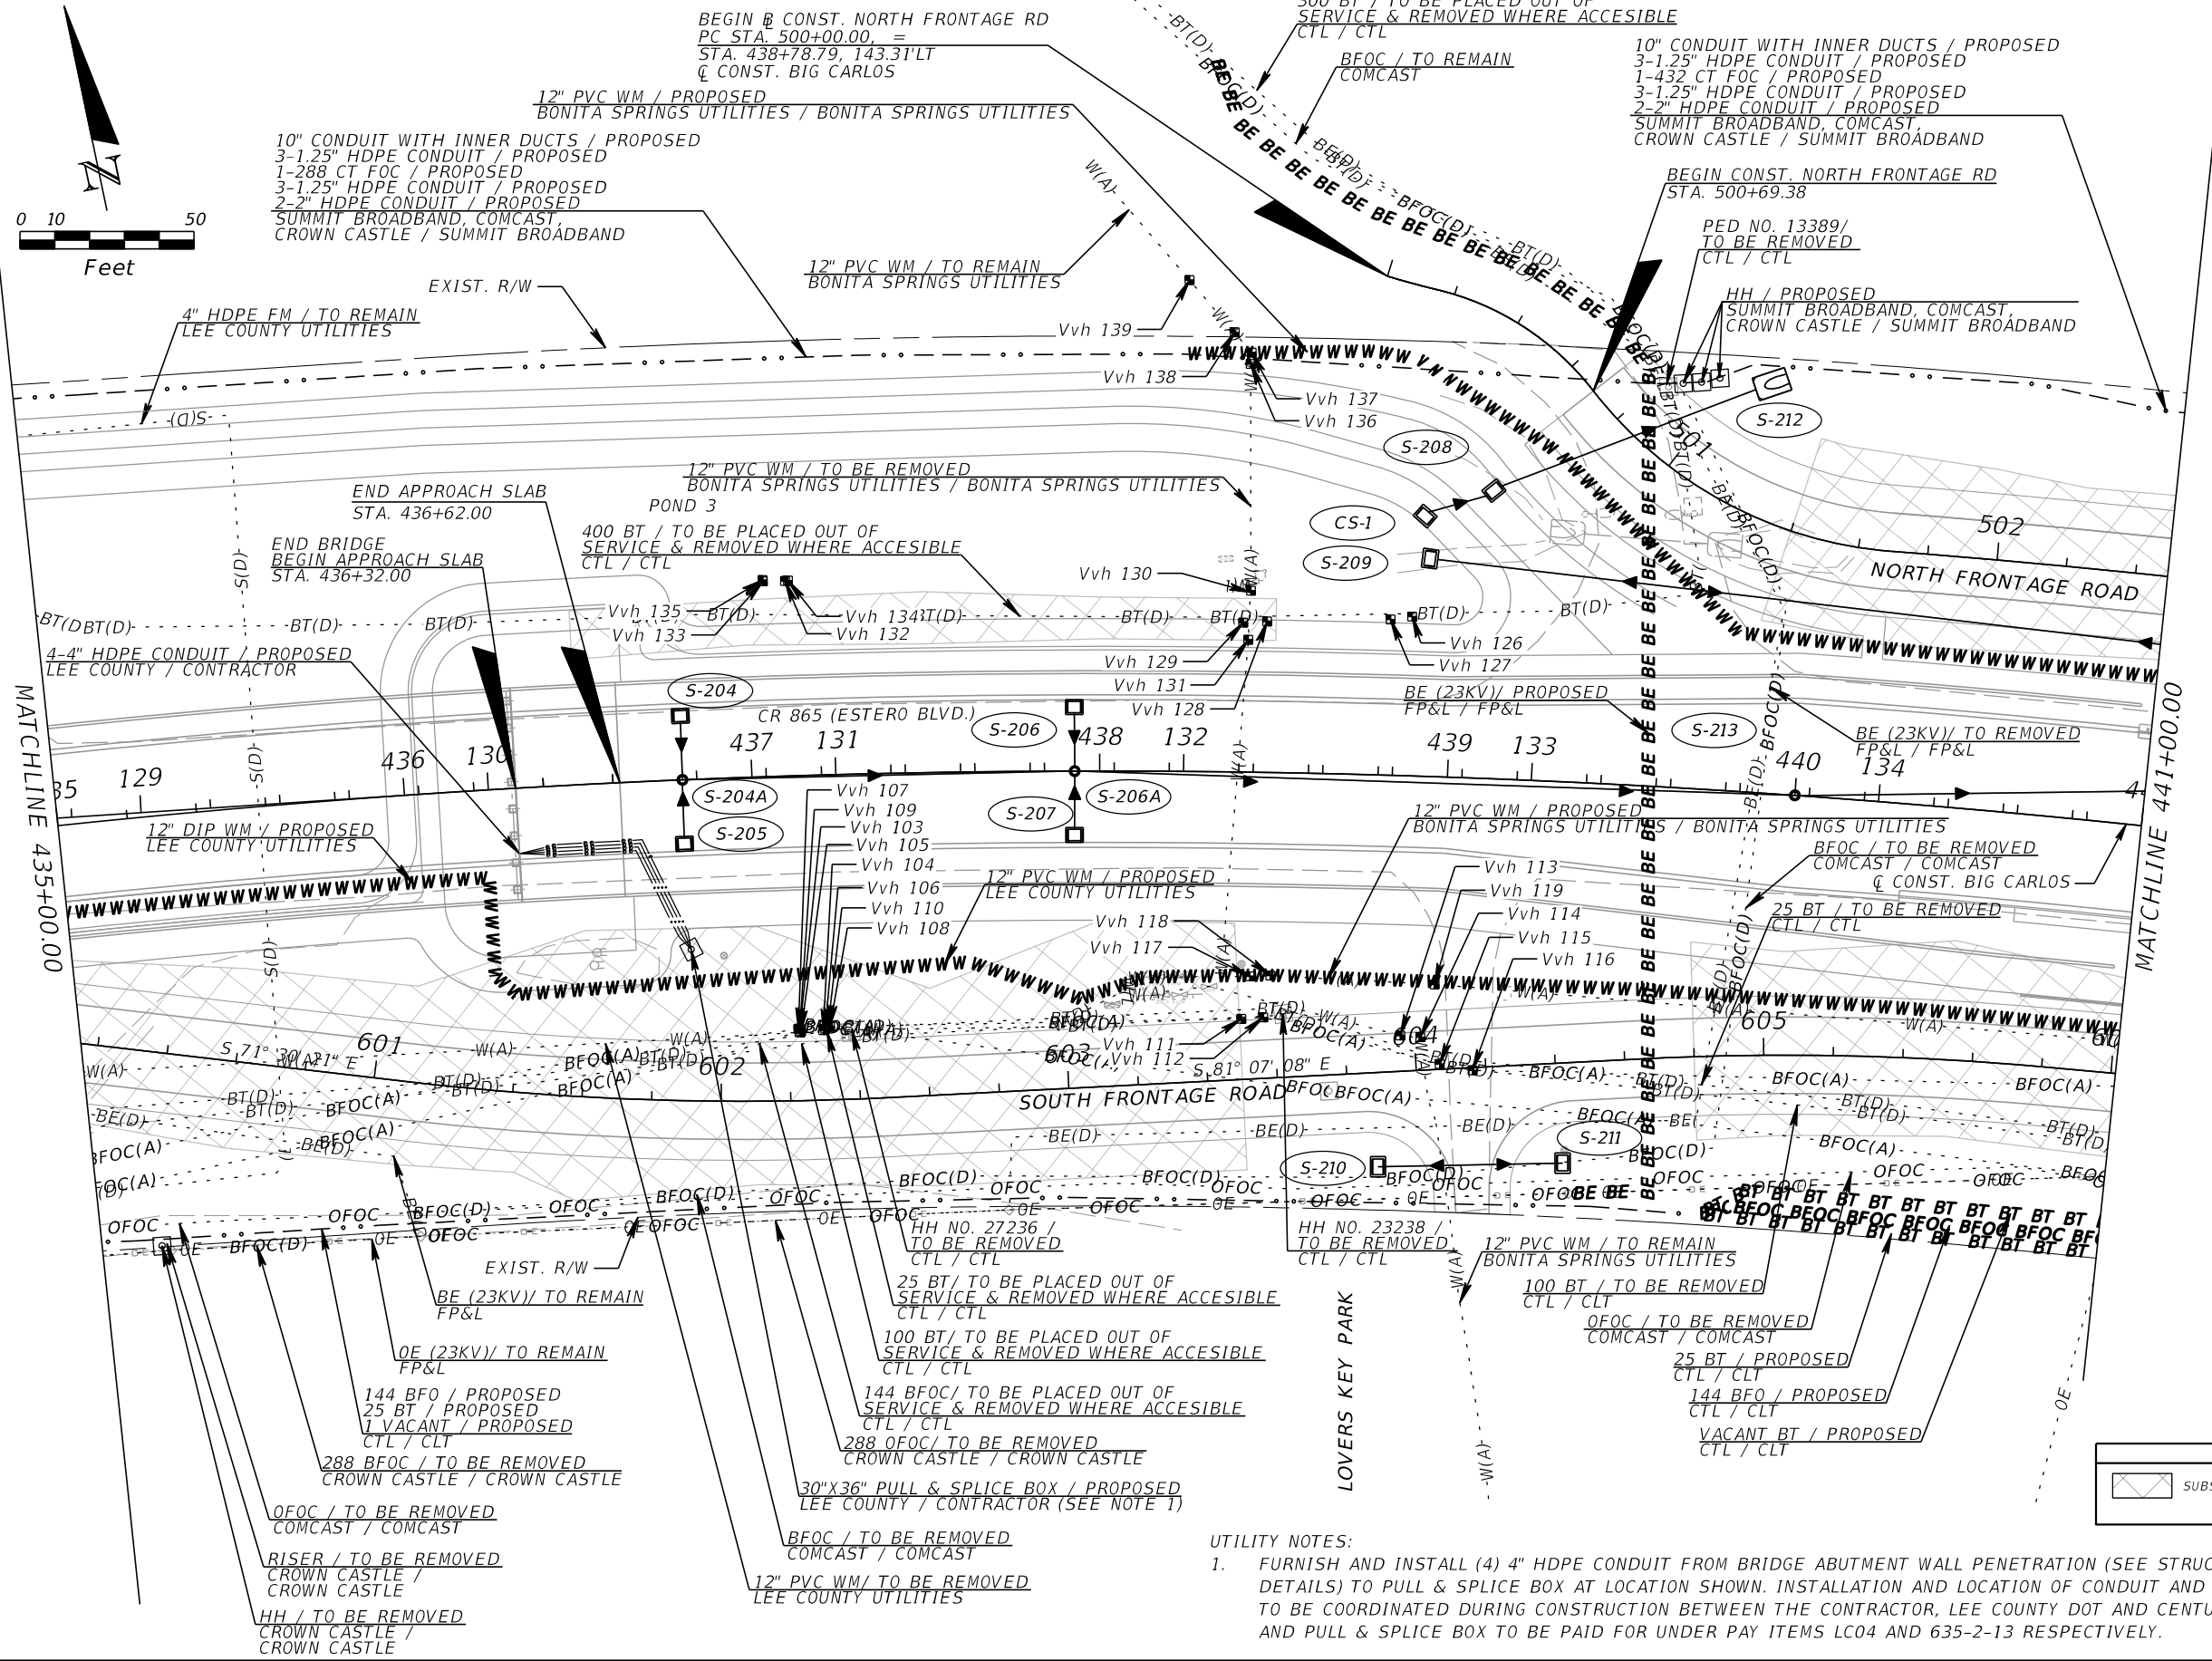 BEGIN ℄ CONST. NORTH FRONTAGE RD
PC STA. 500+00.00, =
STA. 438+78.79, 143.31'LT
℄ CONST. BIG CARLOS
300 BT / TO BE PLACED OUT OF
SERVICE & REMOVED WHERE ACCESIBLE
CTL / CTL
BFOC / TO REMAIN
COMCAST
10" CONDUIT WITH INNER DUCTS / PROPOSED
3-1.25" HDPE CONDUIT / PROPOSED
1-432 CT FOC / PROPOSED
3-1.25" HDPE CONDUIT / PROPOSED
2-2" HDPE CONDUIT / PROPOSED
SUMMIT BROADBAND, COMCAST,
CROWN CASTLE / SUMMIT BROADBAND
12" PVC WM / PROPOSED
BONITA SPRINGS UTILITIES / BONITA SPRINGS UTILITIES
10" CONDUIT WITH INNER DUCTS / PROPOSED
3-1.25" HDPE CONDUIT / PROPOSED
1-288 CT FOC / PROPOSED
3-1.25" HDPE CONDUIT / PROPOSED
2-2" HDPE CONDUIT / PROPOSED
SUMMIT BROADBAND, COMCAST,
CROWN CASTLE / SUMMIT BROADBAND
N
0 10 50
Feet
BEGIN CONST. NORTH FRONTAGE RD
STA. 500+69.38
PED NO. 13389/
TO BE REMOVED
CTL / CTL
HH / PROPOSED
SUMMIT BROADBAND, COMCAST,
CROWN CASTLE / SUMMIT BROADBAND
12" PVC WM / TO REMAIN
BONITA SPRINGS UTILITIES
EXIST. R/W
4" HDPE FM / TO REMAIN
LEE COUNTY UTILITIES
Vvh 139
Vvh 138
Vvh 137
Vvh 136
S-208
S-212
501
12" PVC WM / TO BE REMOVED
BONITA SPRINGS UTILITIES / BONITA SPRINGS UTILITIES
END APPROACH SLAB
STA. 436+62.00
POND 3
400 BT / TO BE PLACED OUT OF
SERVICE & REMOVED WHERE ACCESIBLE
CTL / CTL
END BRIDGE
BEGIN APPROACH SLAB
STA. 436+32.00
CS-1
S-209
502
NORTH FRONTAGE ROAD
Vvh 130
Vvh 135
Vvh 133
Vvh 134
Vvh 132
Vvh 126
Vvh 127
Vvh 129
Vvh 131
Vvh 128
4-4" HDPE CONDUIT / PROPOSED
LEE COUNTY / CONTRACTOR
MATCHLINE 435+00.00
MATCHLINE 441+00.00
S-204
CR 865 (ESTERO BLVD.)
S-206
BE (23KV)/ PROPOSED
FP&L / FP&L
S-213
BE (23KV)/ TO REMOVED
FP&L / FP&L
129 436 130 437 131 438 132 439 133 440 134
S-204A
S-205
S-206A
S-207
Vvh 107
Vvh 109
Vvh 103
Vvh 105
Vvh 104
Vvh 106
Vvh 110
Vvh 108
12" DIP WM / PROPOSED
LEE COUNTY UTILITIES
12" PVC WM / PROPOSED
LEE COUNTY UTILITIES
12" PVC WM / PROPOSED
BONITA SPRINGS UTILITIES / BONITA SPRINGS UTILITIES
BFOC / TO BE REMOVED
COMCAST / COMCAST
℄ CONST. BIG CARLOS
25 BT / TO BE REMOVED
CTL / CTL
Vvh 113
Vvh 119
Vvh 114
Vvh 115
Vvh 116
Vvh 118
Vvh 117
Vvh 111
Vvh 112
601
602
603
604
605
S 71° 30' 21" E
S 81° 07' 08" E
SOUTH FRONTAGE ROAD
S-210
S-211
HH NO. 27236 /
TO BE REMOVED
CTL / CTL
HH NO. 23238 /
TO BE REMOVED
CTL / CTL
12" PVC WM / TO REMAIN
BONITA SPRINGS UTILITIES
EXIST. R/W
BE (23KV)/ TO REMAIN
FP&L
25 BT/ TO BE PLACED OUT OF
SERVICE & REMOVED WHERE ACCESIBLE
CTL / CTL
100 BT / TO BE REMOVED
CTL / CLT
OFOC / TO BE REMOVED
COMCAST / COMCAST
OE (23KV)/ TO REMAIN
FP&L
100 BT/ TO BE PLACED OUT OF
SERVICE & REMOVED WHERE ACCESIBLE
CTL / CTL
25 BT / PROPOSED
CTL / CLT
144 BFO / PROPOSED
25 BT / PROPOSED
1 VACANT / PROPOSED
CTL / CLT
144 BFOC/ TO BE PLACED OUT OF
SERVICE & REMOVED WHERE ACCESIBLE
CTL / CTL
144 BFO / PROPOSED
CTL / CLT
VACANT BT / PROPOSED
CTL / CLT
LOVERS KEY PARK
288 OFOC/ TO BE REMOVED
CROWN CASTLE / CROWN CASTLE
288 BFOC / TO BE REMOVED
CROWN CASTLE / CROWN CASTLE
30"X36" PULL & SPLICE BOX / PROPOSED
LEE COUNTY / CONTRACTOR (SEE NOTE 1)
OFOC / TO BE REMOVED
COMCAST / COMCAST
BFOC / TO BE REMOVED
COMCAST / COMCAST
RISER / TO BE REMOVED
CROWN CASTLE /
CROWN CASTLE
12" PVC WM/ TO BE REMOVED
LEE COUNTY UTILITIES
HH / TO BE REMOVED
CROWN CASTLE /
CROWN CASTLE
UTILITY NOTES:
1. FURNISH AND INSTALL (4) 4" HDPE CONDUIT FROM BRIDGE ABUTMENT WALL PENETRATION (SEE STRUC
DETAILS) TO PULL & SPLICE BOX AT LOCATION SHOWN. INSTALLATION AND LOCATION OF CONDUIT AND
TO BE COORDINATED DURING CONSTRUCTION BETWEEN THE CONTRACTOR, LEE COUNTY DOT AND CENTU
AND PULL & SPLICE BOX TO BE PAID FOR UNDER PAY ITEMS LC04 AND 635-2-13 RESPECTIVELY.
SUBS